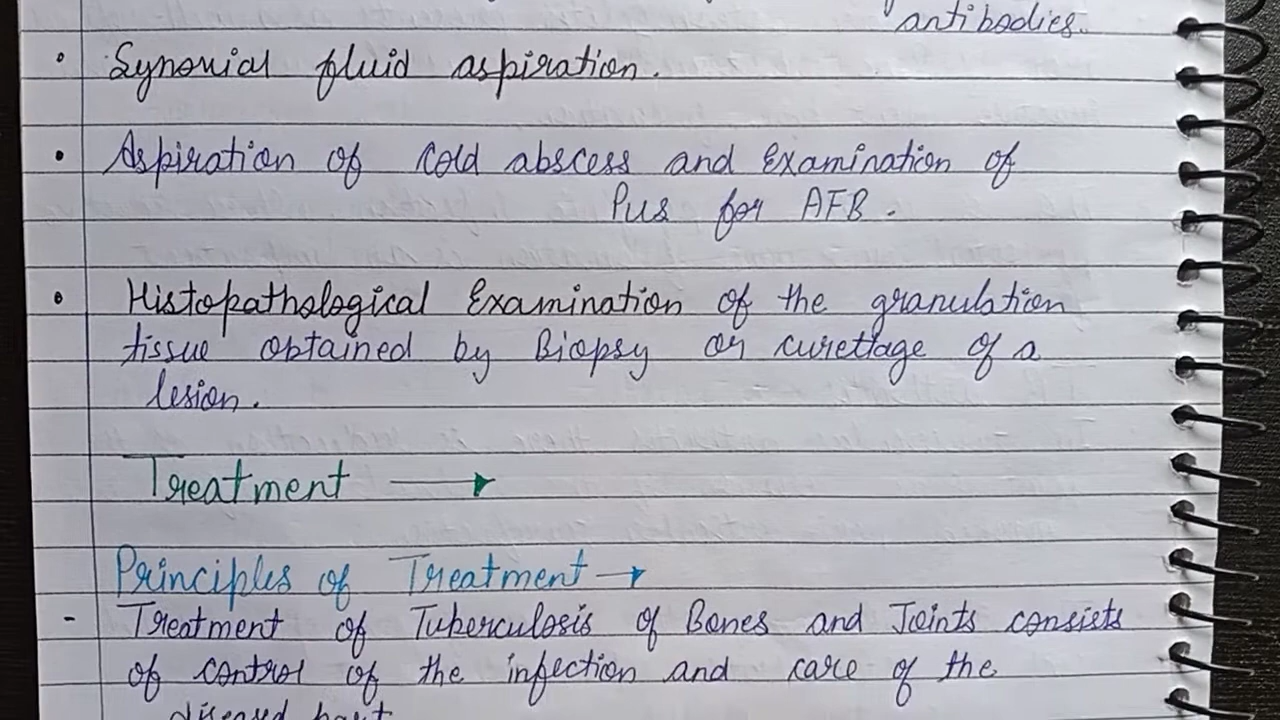 antibodies.
• Synovial fluid aspiration.
• Aspiration of cold abscess and Examination of
Pus for AFB.
• Histopathological Examination of the granulation
tissue obtained by Biopsy or curettage of a
lesion.
Treatment →
Principles of Treatment →
- Treatment of Tuberculosis of Bones and Joints consists
of control of the infection and care of the
diseased part